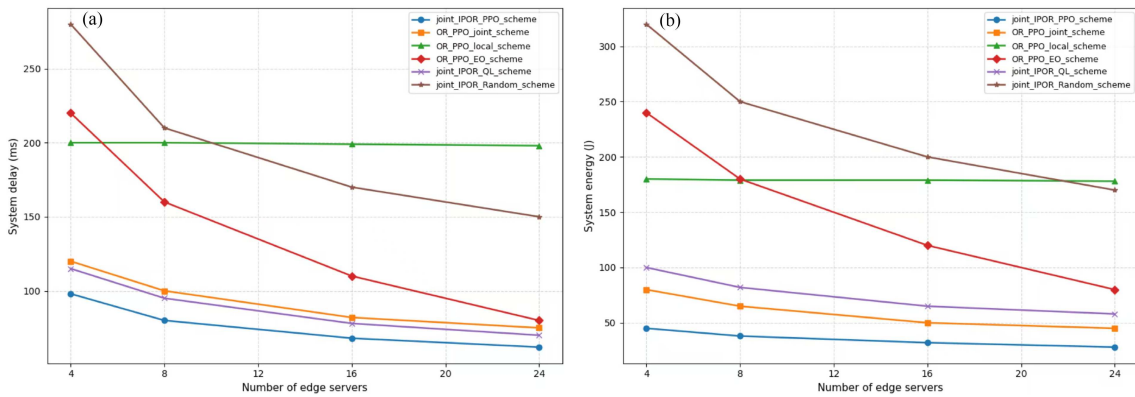 (a)
joint_IPOR_PPO_scheme
OR_PPO_joint_scheme
OR_PPO_local_scheme
OR_PPO_EO_scheme
joint_IPOR_QL_scheme
joint_IPOR_Random_scheme
System delay (ms)
250
200
150
100
4
8
12
16
20
24
Number of edge servers
(b)
joint_IPOR_PPO_scheme
OR_PPO_joint_scheme
OR_PPO_local_scheme
OR_PPO_EO_scheme
joint_IPOR_QL_scheme
joint_IPOR_Random_scheme
System energy (J)
300
250
200
150
100
50
4
8
12
16
20
24
Number of edge servers